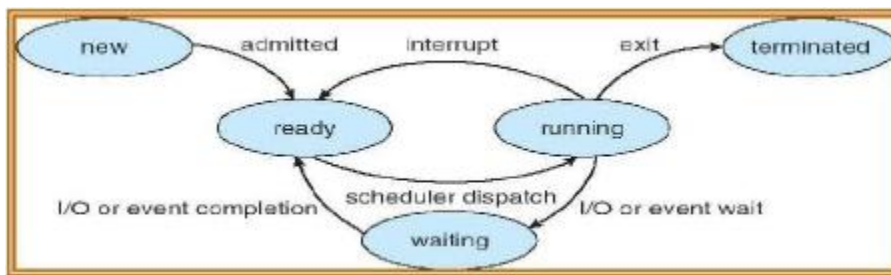 new
admitted
interrupt
exit
terminated
ready
running
I/O or event completion
scheduler dispatch
I/O or event wait
waiting